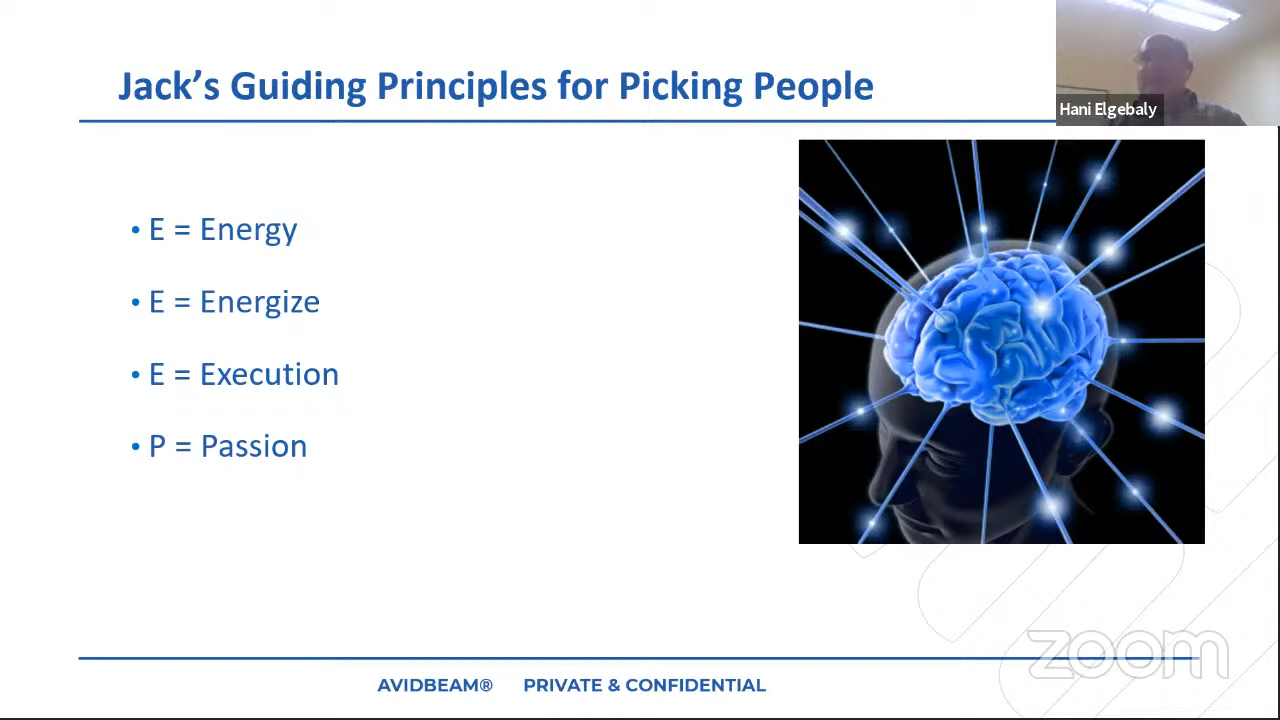 Jack's Guiding Principles for Picking People
Hani Elgebaly
• E = Energy
• E = Energize
• E = Execution
• P = Passion
zoom
AVIDBEAM® PRIVATE & CONFIDENTIAL